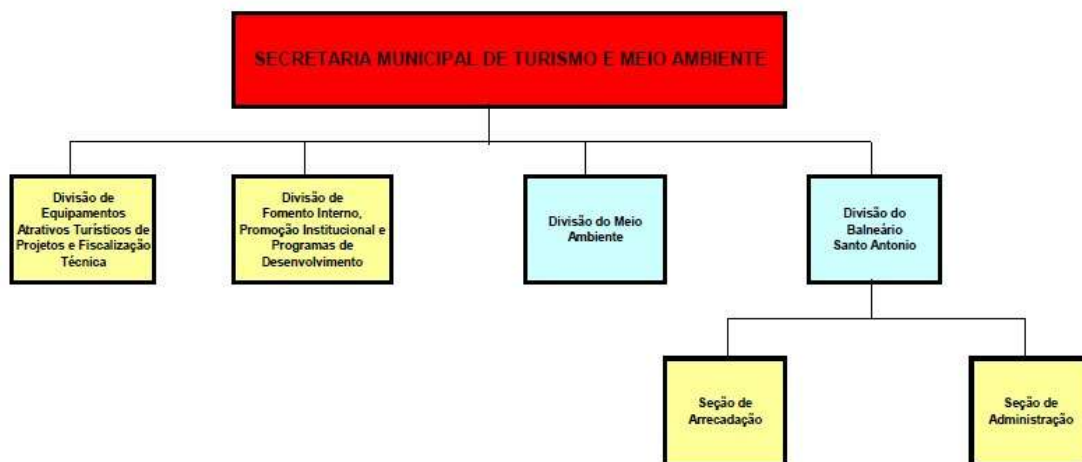 SECRETARIA MUNICIPAL DE TURISMO E MEIO AMBIENTE
Divisão de
Equipamentos
Atrativos Turísticos de
Projetos e Fiscalização
Técnica
Divisão de
Fomento Interno,
Promoção Institucional e
Programas de
Desenvolvimento
Divisão do Meio
Ambiente
Divisão do
Balneário
Santo Antonio
Seção de
Arrecadação
Seção de
Administração